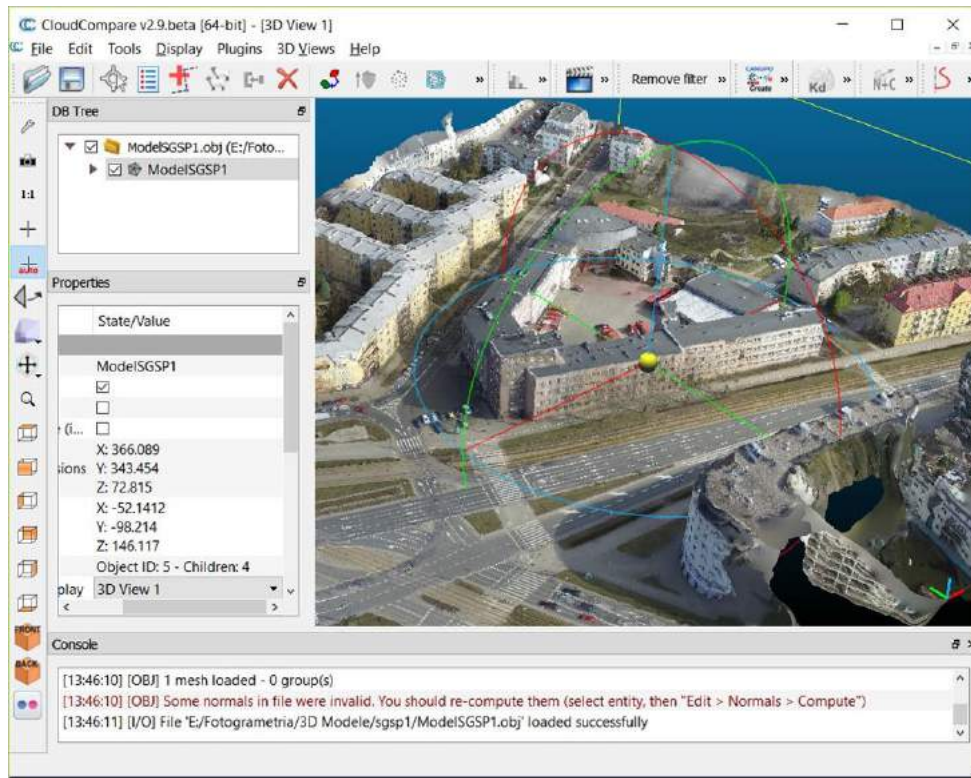 CloudCompare v2.9.beta [64-bit] - [3D View 1]
File Edit Tools Display Plugins 3D Views Help
Remove filter
CANUPO
Create
Kd
N+C
DB Tree
ModelSGSP1.obj (E:/Foto...
ModelSGSP1
1:1
auto
Properties
State/Value
ModelSGSP1
(i...
X: 366.089
sions Y: 343.454
Z: 72.815
X: -52.1412
Y: -98.214
Z: 146.117
Object ID: 5 - Children: 4
play 3D View 1
FRONT
BACK
Console
[13:46:10] [OBJ] 1 mesh loaded - 0 group(s)
[13:46:10] [OBJ] Some normals in file were invalid. You should re-compute them (select entity, then "Edit > Normals > Compute")
[13:46:11] [I/O] File 'E:/Fotogrametria/3D Modele/sgsp1/ModelSGSP1.obj' loaded successfully